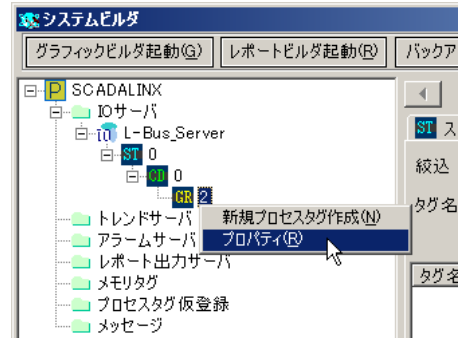 システムビルダ
グラフィックビルダ起動(G) レポートビルダ起動(R) バックア
P SCADALINX
IOサーバ
IO L-Bus_Server
ST 0
CD 0
GR 2
ST ス
絞込
タグ名
新規プロセスタグ作成(N)
プロパティ(R)
トレンドサーバ
アラームサーバ
レポート出力サーバ
メモリタグ
プロセスタグ仮登録
メッセージ
タグ名